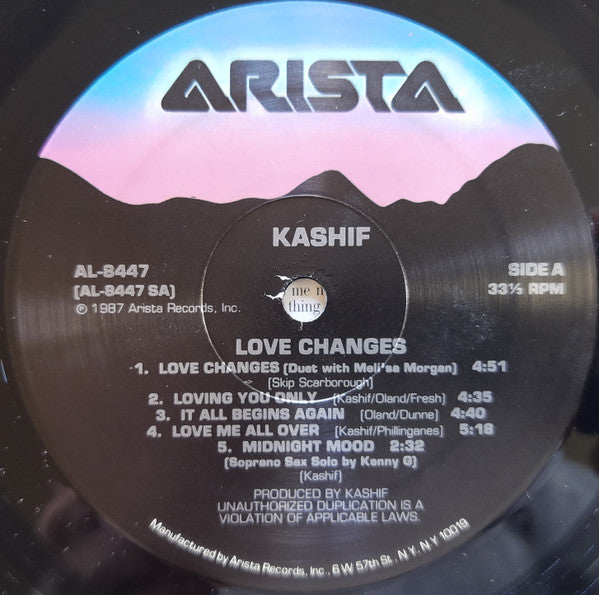 ARISTA
KASHIF
AL-8447
SIDE A
[AL-8447 SA]
33⅓ RPM
℗ 1987 Arista Records, Inc.
me n
thing
LOVE CHANGES
1. LOVE CHANGES (Duet with Meli'sa Morgan) 4:51
[Skip Scarborough]
2. LOVING YOU ONLY [Kashif/Oland/Fresh] 4:35
3. IT ALL BEGINS AGAIN [Oland/Dunne] 4:40
4. LOVE ME ALL OVER [Kashif/Phillinganes] 5:18
5. MIDNIGHT MOOD 2:32
(Soprano Sax Solo by Kenny G)
[Kashif]
PRODUCED BY KASHIF
UNAUTHORIZED DUPLICATION IS A
VIOLATION OF APPLICABLE LAWS.
Manufactured by Arista Records, Inc., 6 W 57th St., N.Y., N.Y. 10019